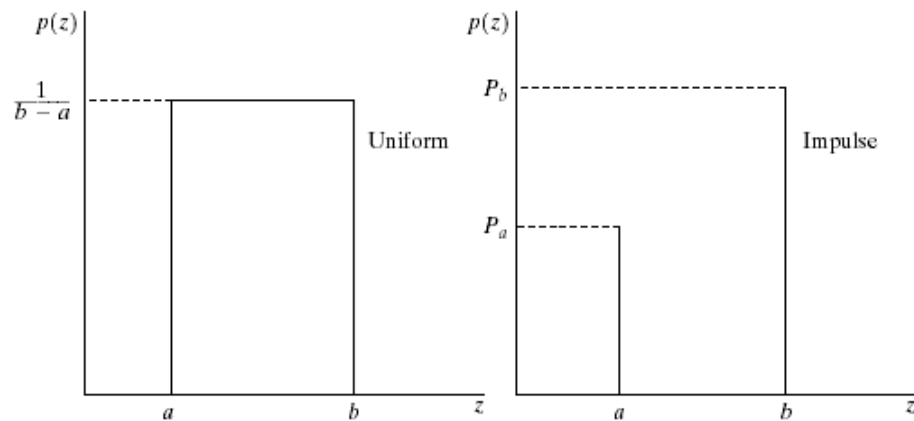 p(z)
1
b − a
Uniform
a
b
z
p(z)
P_b
Impulse
P_a
a
b
z